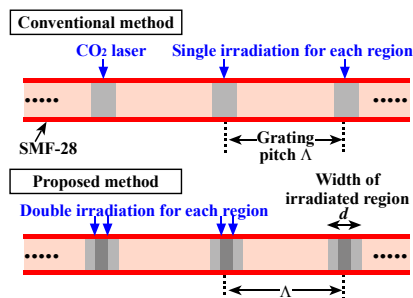 Conventional method
CO2 laser
Single irradiation for each region
•••••
•••••
SMF-28
Grating
pitch Λ
Proposed method
Double irradiation for each region
Width of
irradiated region
d
•••••
•••••
Λ